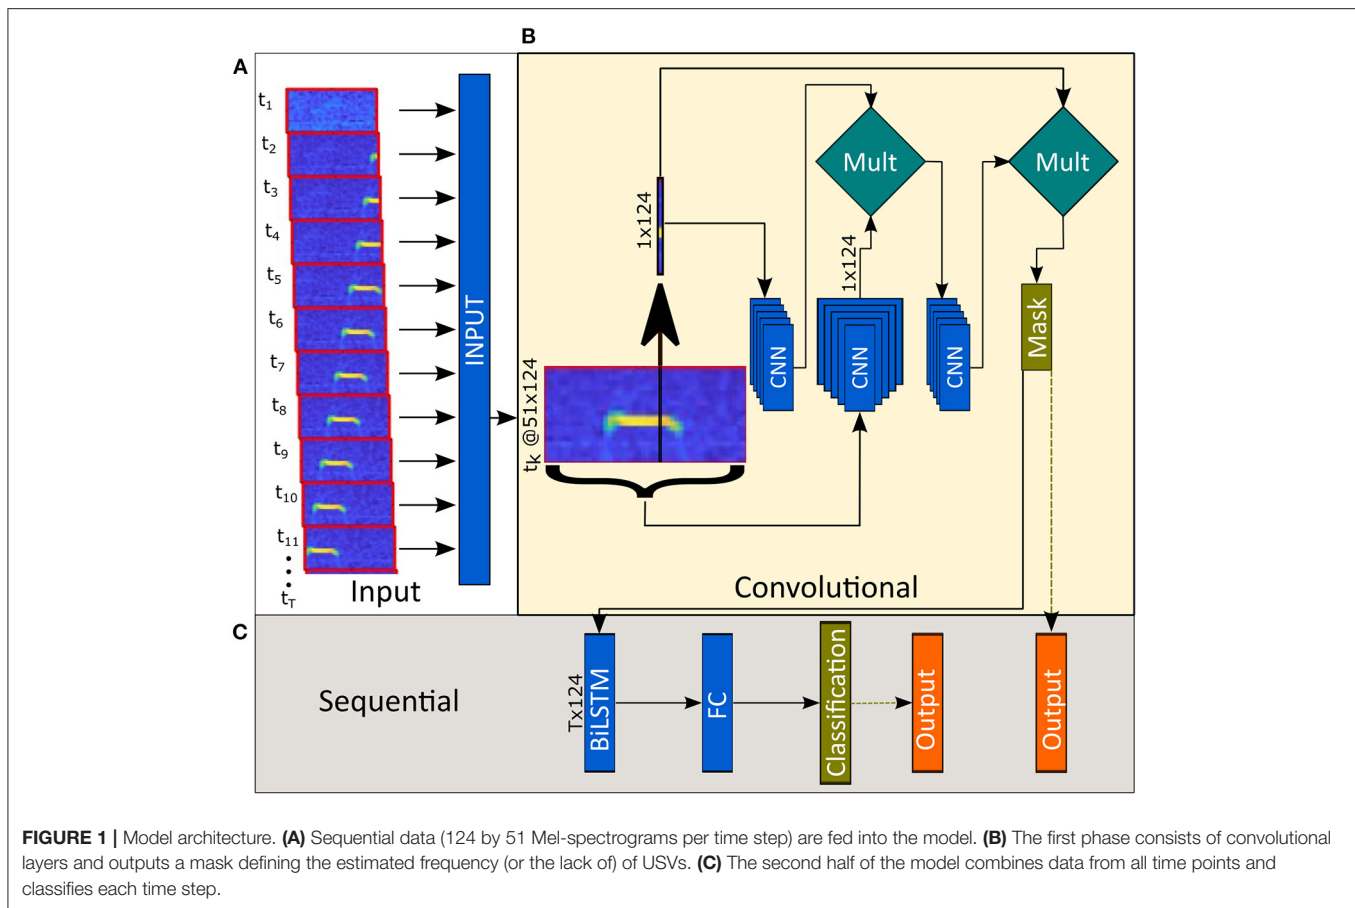 A
B
t1
t2
t3
t4
t5
t6
t7
t8
t9
t10
t11
tT
INPUT
Input
tk @51x124
1x124
CNN
CNN
1x124
CNN
Mult
Mult
Mask
Convolutional
C
Sequential
Tx124
BiLSTM
FC
Classification
Output
Output
FIGURE 1 | Model architecture. (A) Sequential data (124 by 51 Mel-spectrograms per time step) are fed into the model. (B) The first phase consists of convolutional
layers and outputs a mask defining the estimated frequency (or the lack of) of USVs. (C) The second half of the model combines data from all time points and
classifies each time step.